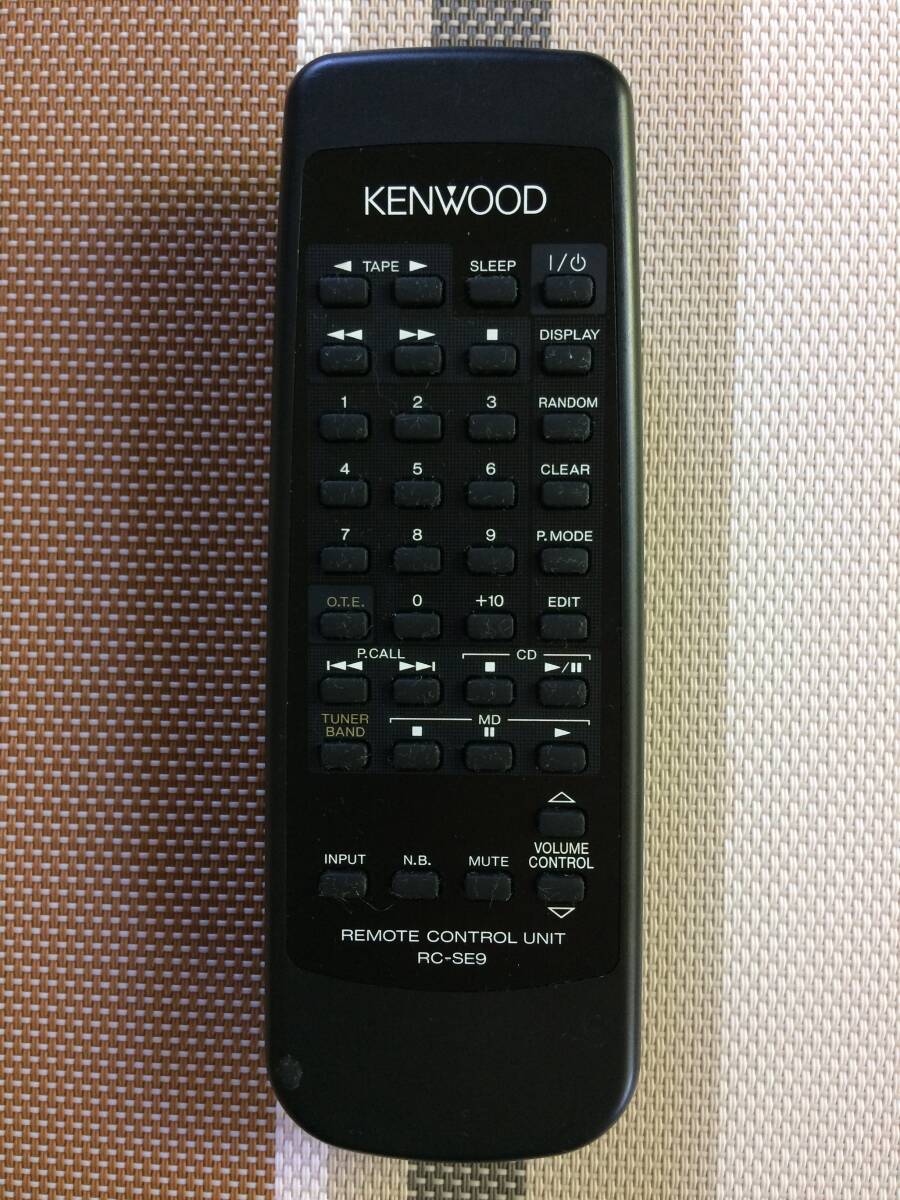 KENWOOD
◄ TAPE ► SLEEP I/⏻
◄◄ ►► ■ DISPLAY
1 2 3 RANDOM
4 5 6 CLEAR
7 8 9 P.MODE
O.T.E. 0 +10 EDIT
P.CALL CD
I◄◄ ►►I ■ ►/II
TUNER MD
BAND ■ II ►
△
VOLUME
INPUT N.B. MUTE CONTROL
▽
REMOTE CONTROL UNIT
RC-SE9